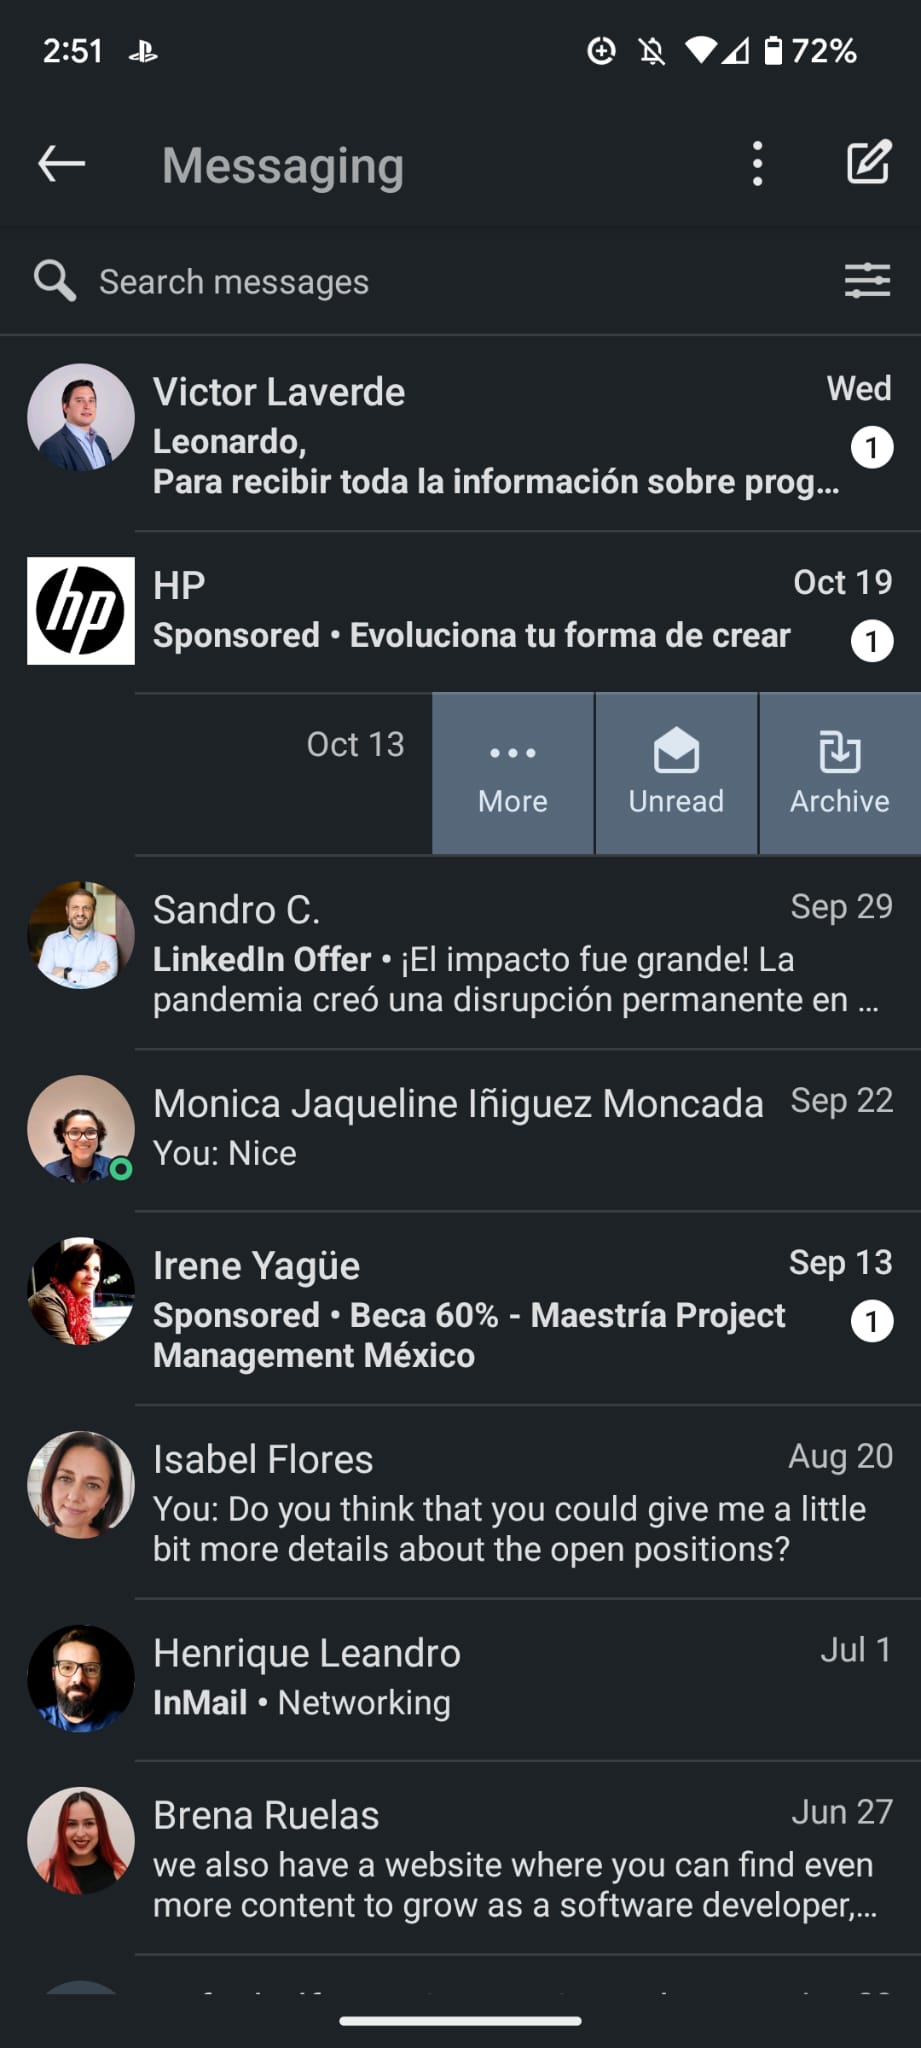 2:51
72%
Messaging
Search messages
Victor Laverde
Wed
Leonardo,
1
Para recibir toda la información sobre prog...
hp
HP
Oct 19
Sponsored • Evoluciona tu forma de crear
1
Oct 13
More
Unread
Archive
Sandro C.
Sep 29
LinkedIn Offer • ¡El impacto fue grande! La
pandemia creó una disrupción permanente en ...
Monica Jaqueline Iñiguez Moncada
Sep 22
You: Nice
Irene Yagüe
Sep 13
Sponsored • Beca 60% - Maestría Project
1
Management México
Isabel Flores
Aug 20
You: Do you think that you could give me a little
bit more details about the open positions?
Henrique Leandro
Jul 1
InMail • Networking
Brena Ruelas
Jun 27
we also have a website where you can find even
more content to grow as a software developer,...